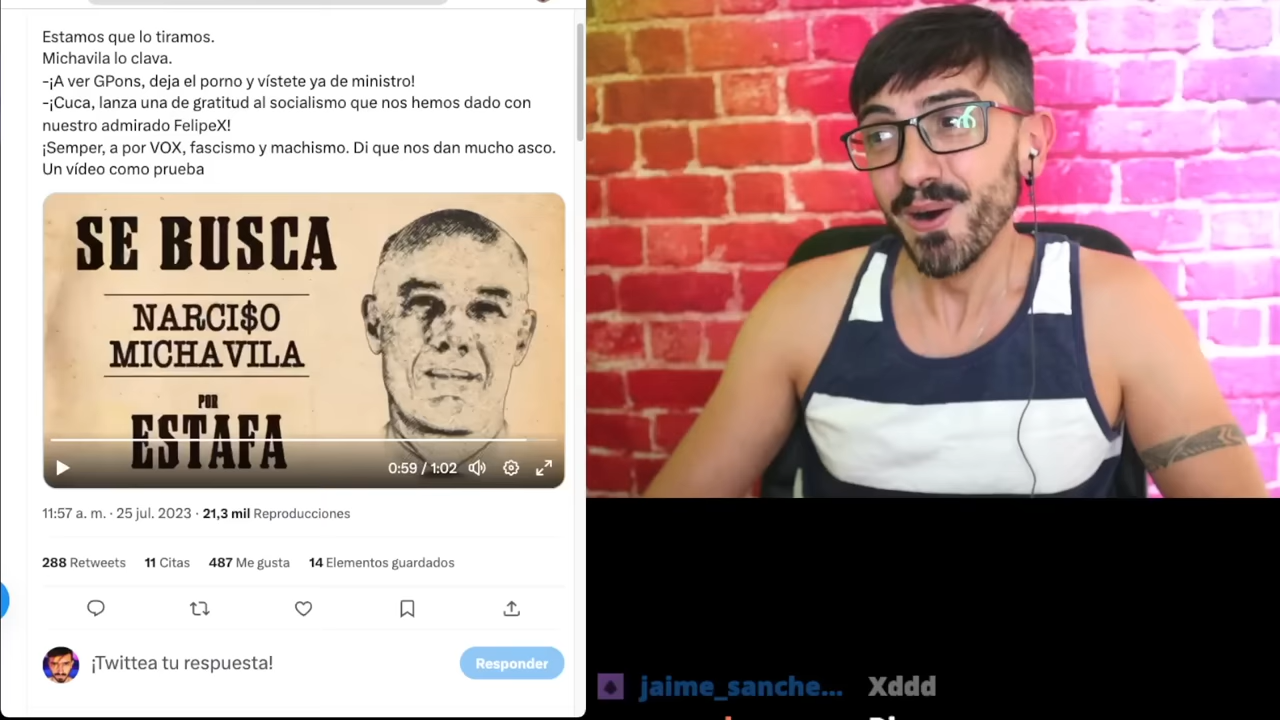 Estamos que lo tiramos.
Michavila lo clava.
-¡A ver GPons, deja el porno y vístete ya de ministro!
-¡Cuca, lanza una de gratitud al socialismo que nos hemos dado con
nuestro admirado FelipeX!
¡Semper, a por VOX, fascismo y machismo. Di que nos dan mucho asco.
Un vídeo como prueba
SE BUSCA
NARCI$O
MICHAVILA
POR
ESTAFA
0:59 / 1:02
11:57 a. m. · 25 jul. 2023 · 21,3 mil Reproducciones
288 Retweets 11 Citas 487 Me gusta 14 Elementos guardados
¡Twittea tu respuesta!
Responder
jaime_sanche... Xddd